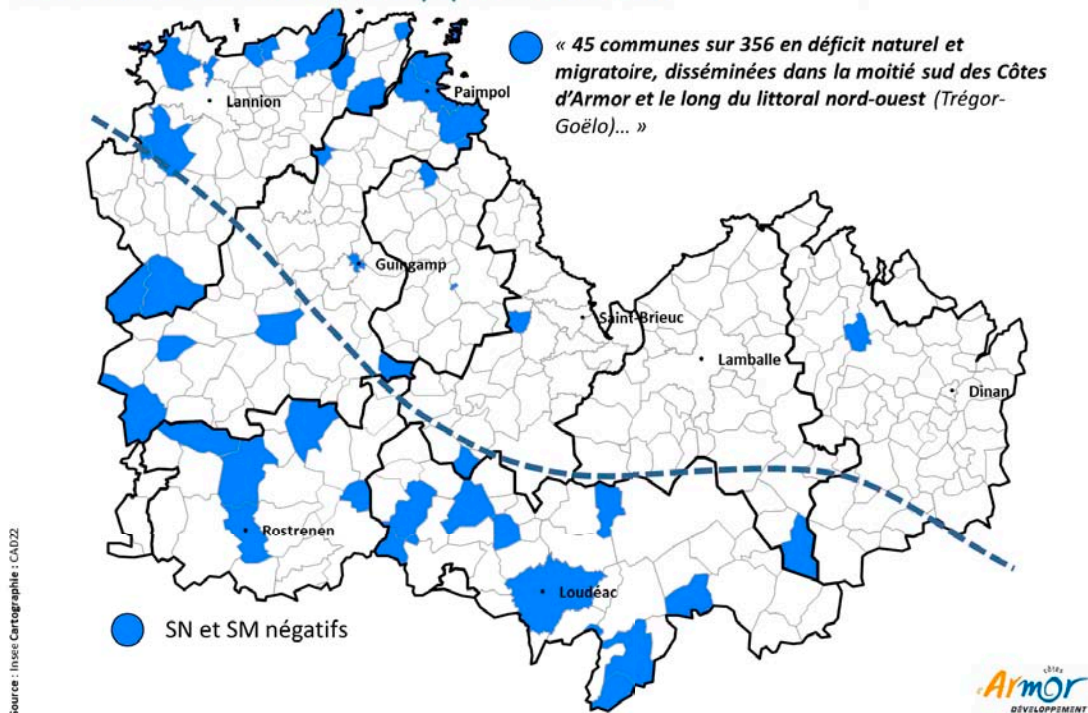 « 45 communes sur 356 en déficit naturel et
migratoire, disséminées dans la moitié sud des Côtes
d'Armor et le long du littoral nord-ouest (Trégor-
Goëlo)... »
Lannion
Paimpol
Guingamp
Saint-Brieuc
Lamballe
Dinan
Rostrenen
Loudéac
SN et SM négatifs
Source : Insee Cartographie : CAD22
CÔTES
d'Armor
DÉVELOPPEMENT